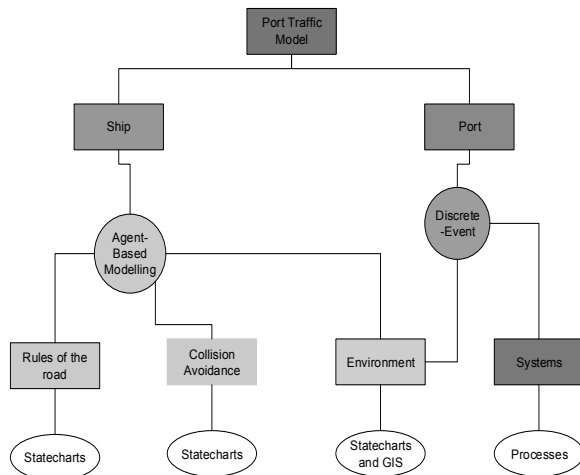 Port Traffic
Model
Ship
Port
Agent-
Based
Modelling
Discrete
-Event
Rules of the
road
Collision
Avoidance
Environment
Systems
Statecharts
Statecharts
Statecharts
and GIS
Processes